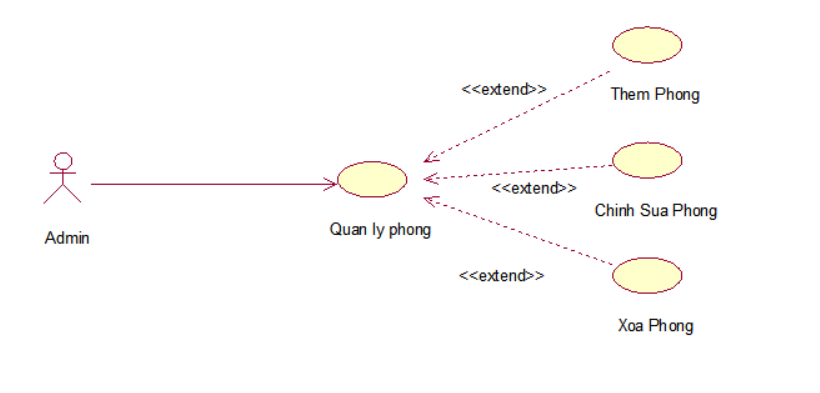 <<extend>>
Them Phong
<<extend>>
Chinh Sua Phong
Admin
Quan ly phong
<<extend>>
Xoa Phong